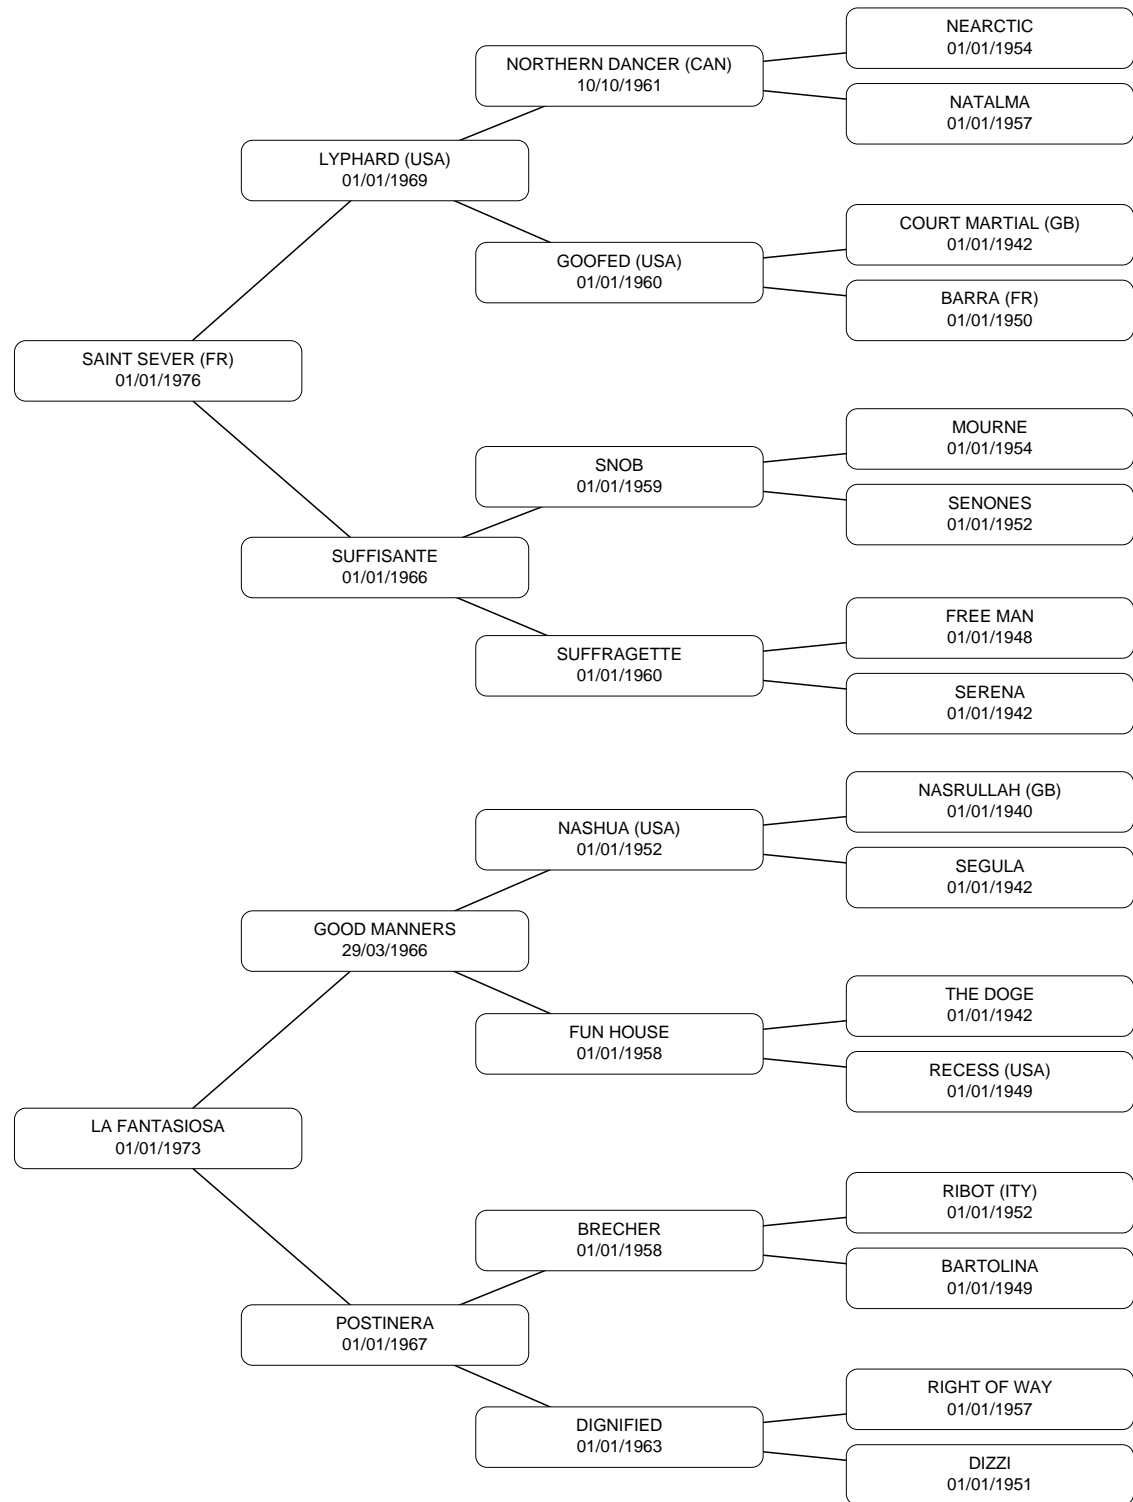 NEARCTIC
01/01/1954
NORTHERN DANCER (CAN)
10/10/1961
NATALMA
01/01/1957
LYPHARD (USA)
01/01/1969
COURT MARTIAL (GB)
01/01/1942
GOOFED (USA)
01/01/1960
BARRA (FR)
01/01/1950
SAINT SEVER (FR)
01/01/1976
MOURNE
01/01/1954
SNOB
01/01/1959
SENONES
01/01/1952
SUFFISANTE
01/01/1966
FREE MAN
01/01/1948
SUFFRAGETTE
01/01/1960
SERENA
01/01/1942
NASRULLAH (GB)
01/01/1940
NASHUA (USA)
01/01/1952
SEGULA
01/01/1942
GOOD MANNERS
29/03/1966
THE DOGE
01/01/1942
FUN HOUSE
01/01/1958
RECESS (USA)
01/01/1949
LA FANTASIOSA
01/01/1973
RIBOT (ITY)
01/01/1952
BRECHER
01/01/1958
BARTOLINA
01/01/1949
POSTINERA
01/01/1967
RIGHT OF WAY
01/01/1957
DIGNIFIED
01/01/1963
DIZZI
01/01/1951